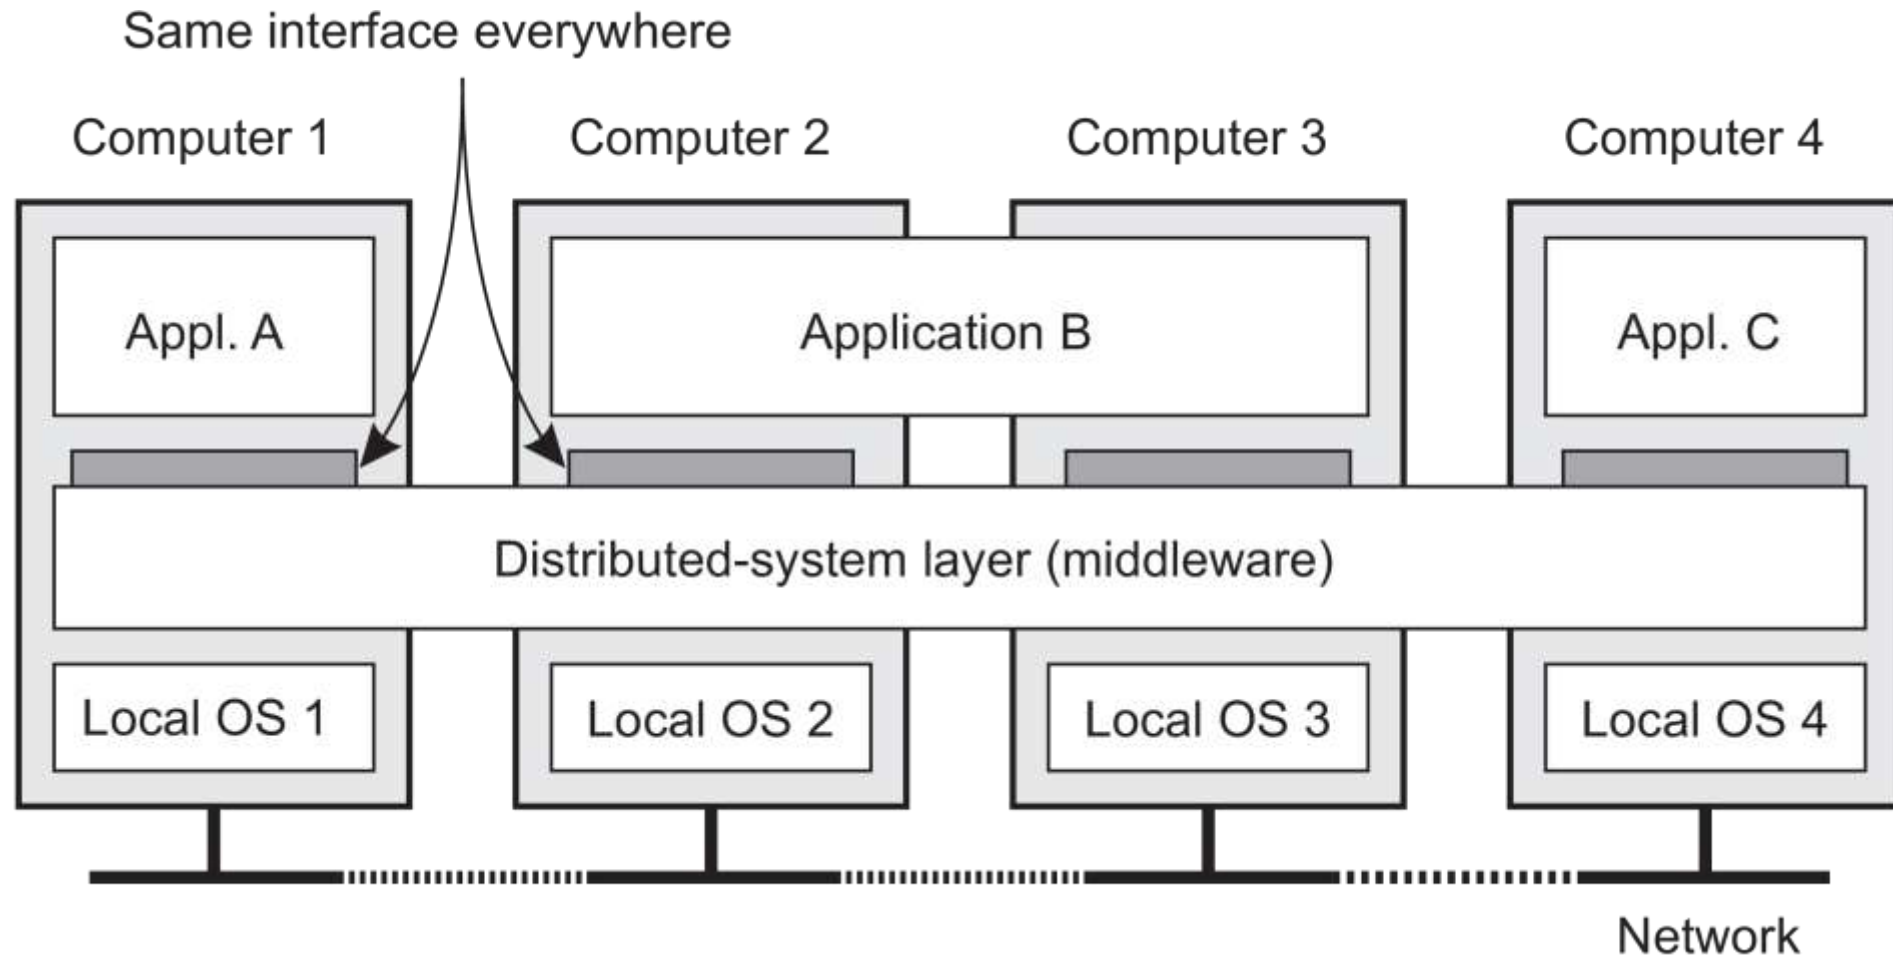 Same interface everywhere
Computer 1
Computer 2
Computer 3
Computer 4
Appl. A
Application B
Appl. C
Distributed-system layer (middleware)
Local OS 1
Local OS 2
Local OS 3
Local OS 4
Network